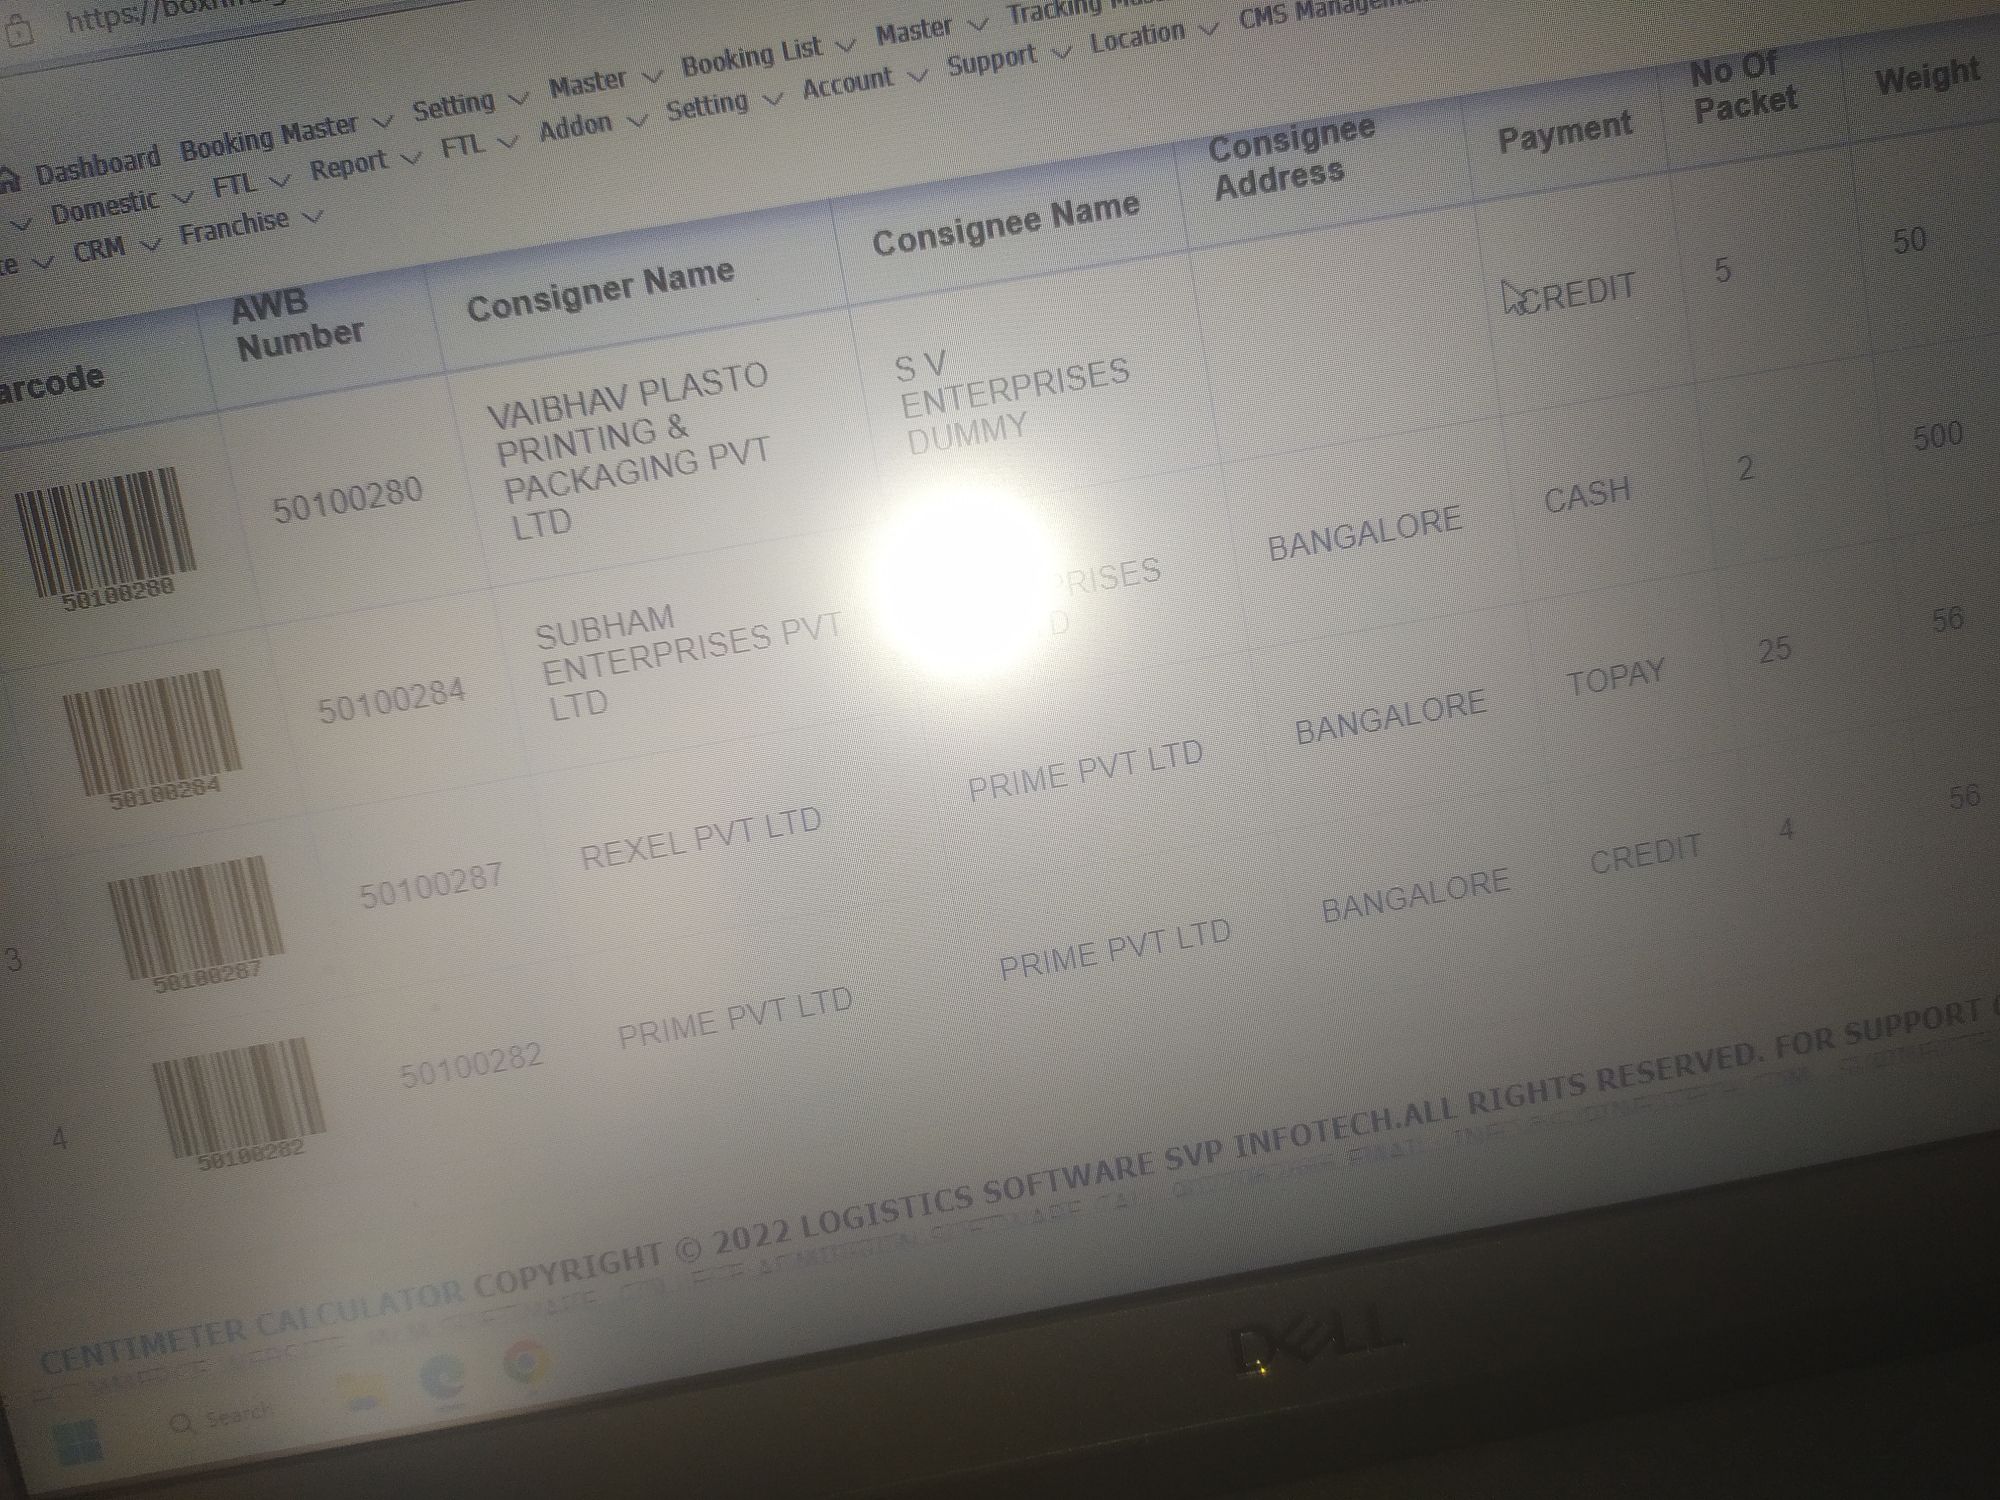 Dashboard Booking Master Setting Master Booking List Master Tracking
Domestic FTL Report FTL Addon Setting Account Support Location CMS
CRM Franchise
AWB Number Consigner Name Consignee Name Consignee Address Payment No Of Packet Weight
50100280
50100280
VAIBHAV PLASTO
PRINTING &
PACKAGING PVT
LTD
S V
ENTERPRISES
DUMMY
CREDIT 5 50
50100284
50100284
SUBHAM
ENTERPRISES PVT
LTD
BANGALORE CASH 2 500
3
50100287
50100287 REXEL PVT LTD PRIME PVT LTD BANGALORE TOPAY 25 56
4
50100282
50100282 PRIME PVT LTD PRIME PVT LTD BANGALORE CREDIT 4 56
CENTIMETER CALCULATOR COPYRIGHT © 2022 LOGISTICS SOFTWARE SVP INFOTECH.ALL RIGHTS RESERVED. FOR SUPPORT
Search
DELL